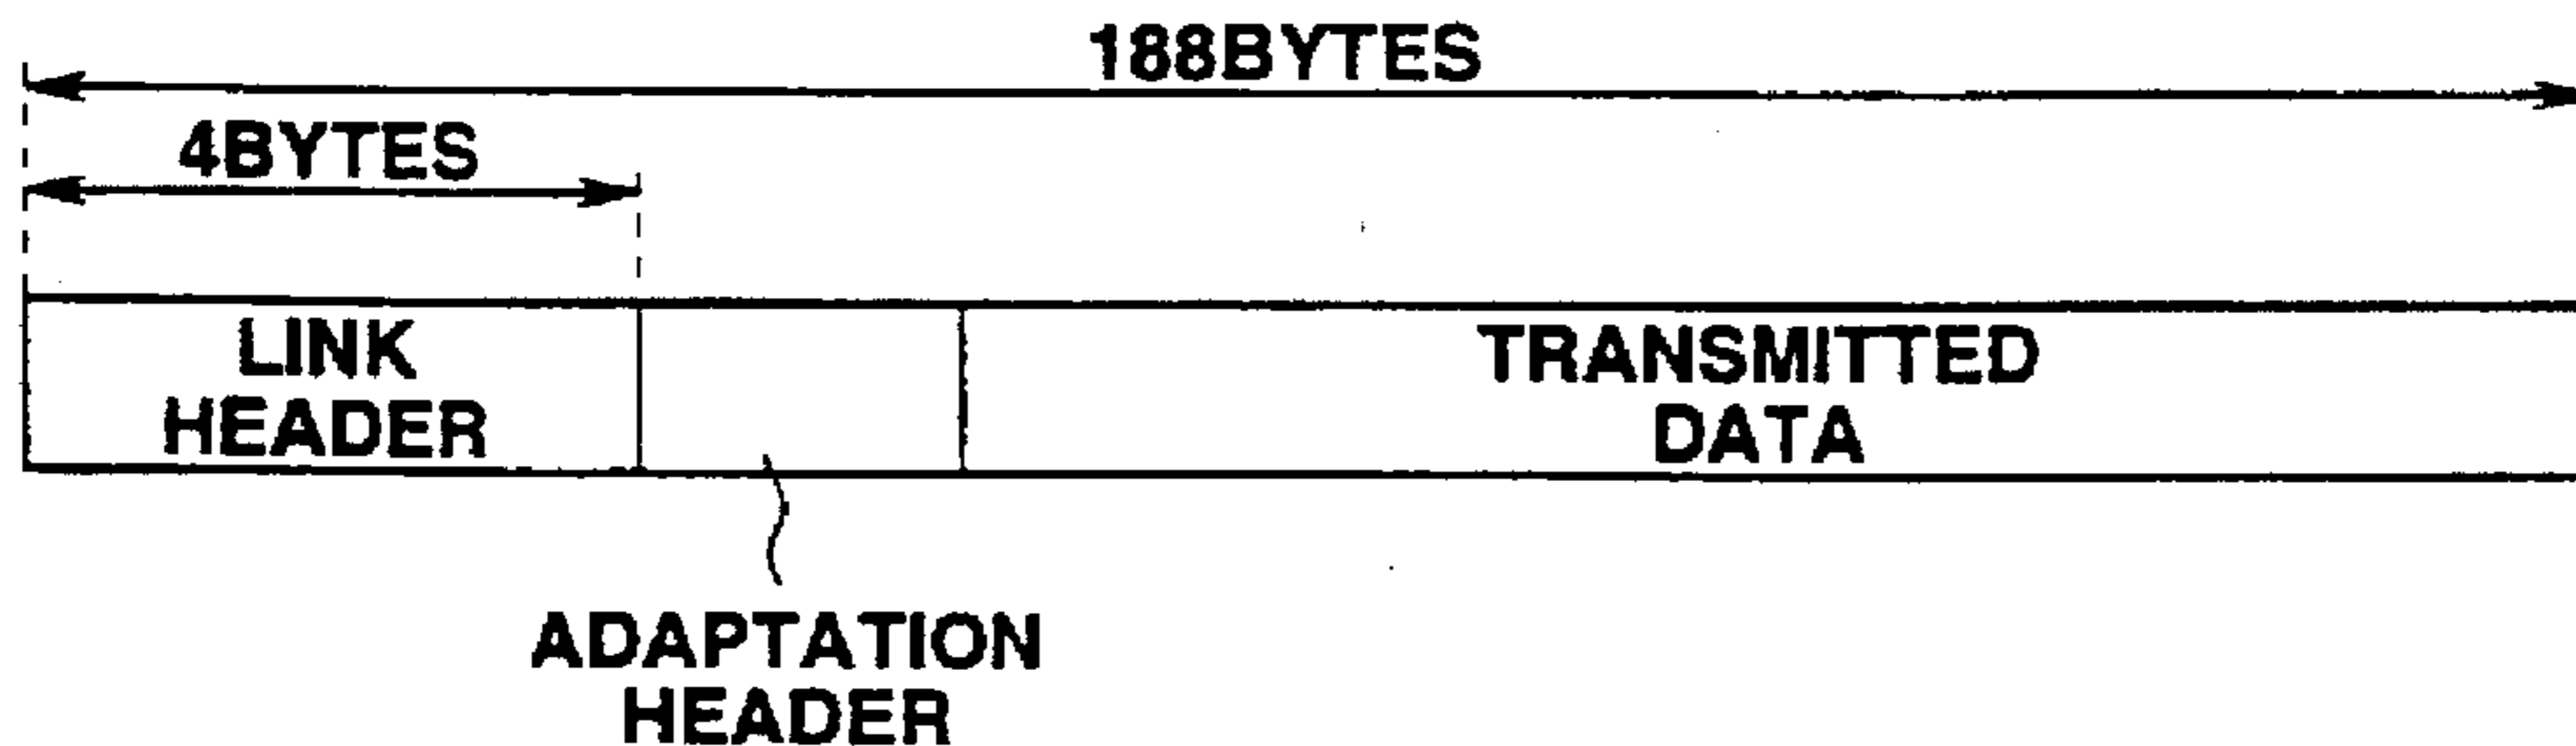 188BYTES
4BYTES
LINK
HEADER
TRANSMITTED
DATA
ADAPTATION
HEADER